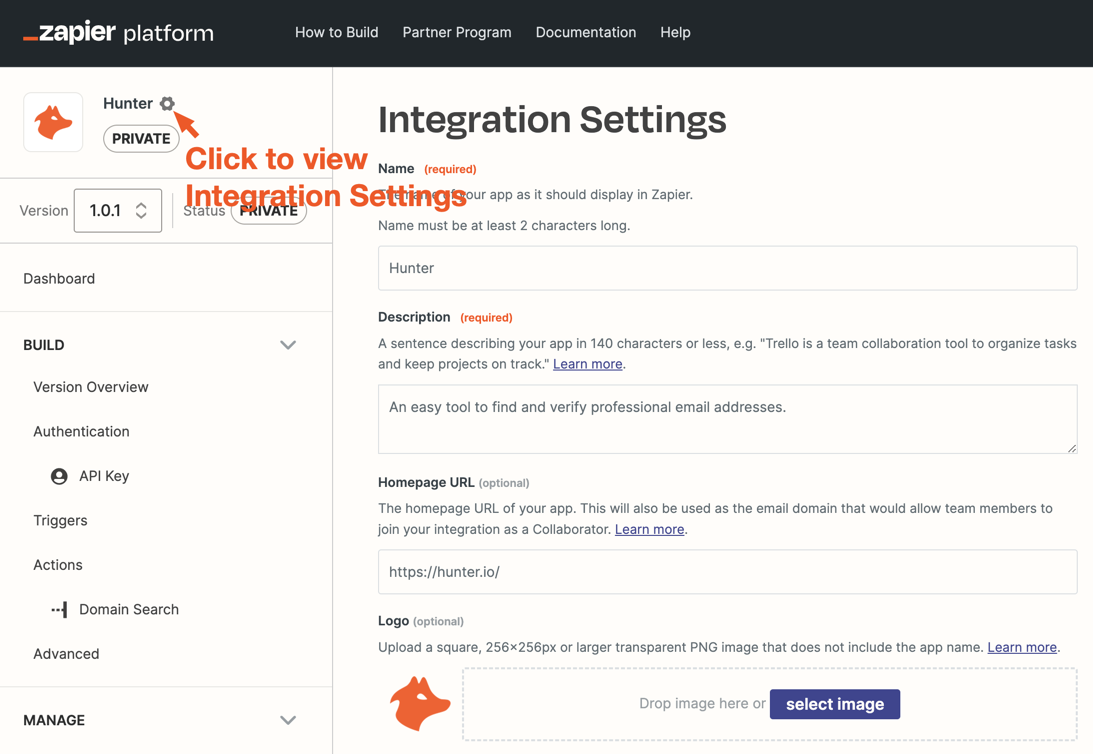 zapier platform
How to Build
Partner Program
Documentation
Help
Hunter
PRIVATE
Click to view
Integration Settings
Version
1.0.1
Status
PRIVATE
Dashboard
BUILD
Version Overview
Authentication
API Key
Triggers
Actions
Domain Search
Advanced
MANAGE
Integration Settings
Name (required)
The name of your app as it should display in Zapier.
Name must be at least 2 characters long.
Hunter
Description (required)
A sentence describing your app in 140 characters or less, e.g. "Trello is a team collaboration tool to organize tasks
and keep projects on track." Learn more.
An easy tool to find and verify professional email addresses.
Homepage URL (optional)
The homepage URL of your app. This will also be used as the email domain that would allow team members to
join your integration as a Collaborator. Learn more.
https://hunter.io/
Logo (optional)
Upload a square, 256×256px or larger transparent PNG image that does not include the app name. Learn more.
Drop image here or select image